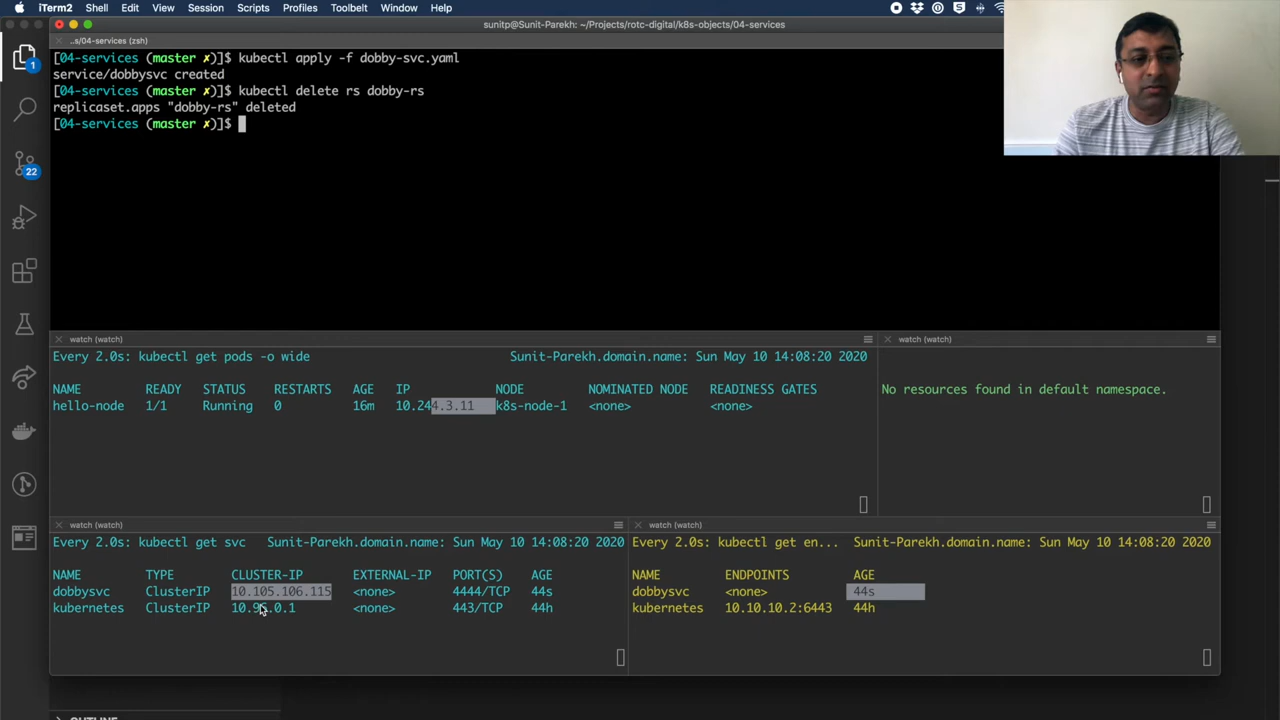 iTerm2 Shell Edit View Session Scripts Profiles Toolbelt Window Help
sunitp@Sunit-Parekh:~/Projects/rotc-digital/k8s-objects/04-services
..s/04-services (zsh)
[04-services (master ✗)]$ kubectl apply -f dobby-svc.yaml
service/dobbysvc created
[04-services (master ✗)]$ kubectl delete rs dobby-rs
replicaset.apps "dobby-rs" deleted
[04-services (master ✗)]$
1
22
watch (watch)
Every 2.0s: kubectl get pods -o wide Sunit-Parekh.domain.name: Sun May 10 14:08:20 2020
NAME READY STATUS RESTARTS AGE IP NODE NOMINATED NODE READINESS GATES
hello-node 1/1 Running 0 16m 10.244.3.11 k8s-node-1 <none> <none>
watch (watch)
No resources found in default namespace.
watch (watch)
Every 2.0s: kubectl get svc Sunit-Parekh.domain.name: Sun May 10 14:08:20 2020
NAME TYPE CLUSTER-IP EXTERNAL-IP PORT(S) AGE
dobbysvc ClusterIP 10.105.106.115 <none> 4444/TCP 44s
kubernetes ClusterIP <none> 443/TCP 44h
watch (watch)
Every 2.0s: kubectl get en... Sunit-Parekh.domain.name: Sun May 10 14:08:20 2020
NAME ENDPOINTS AGE
dobbysvc <none> 44s
kubernetes 10.10.10.2:6443 44h
OUTLINE